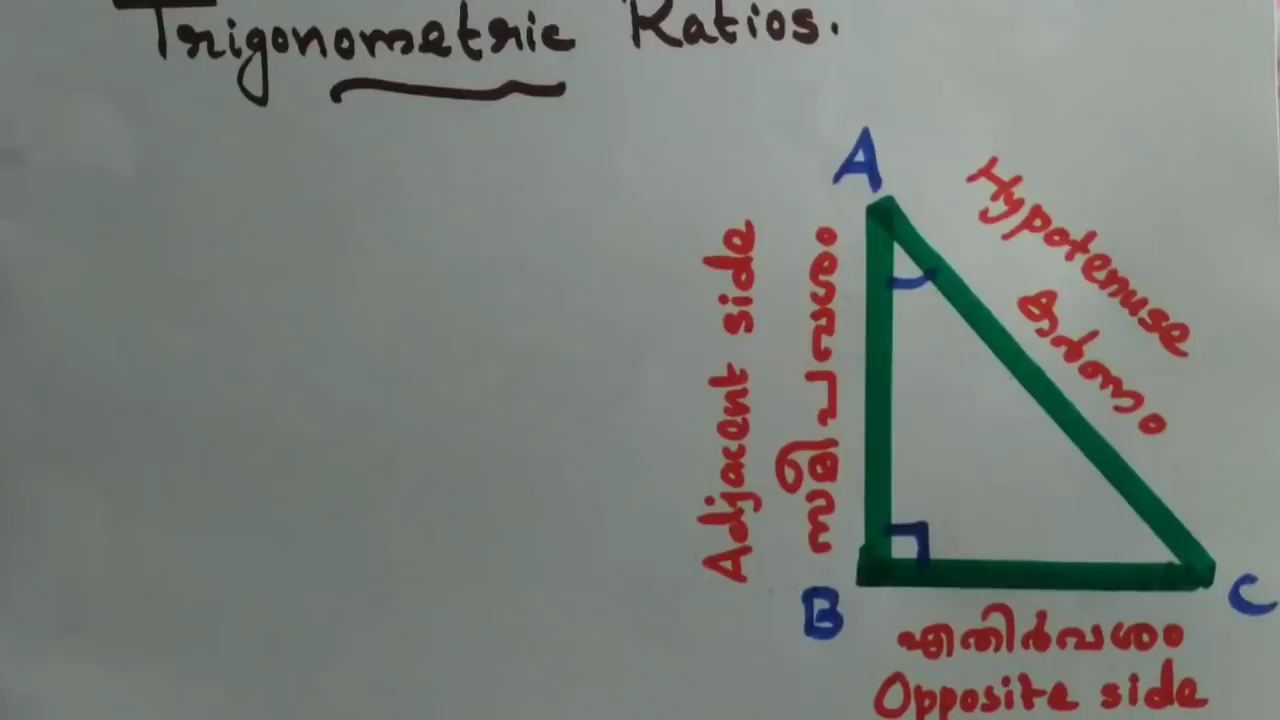 Trigonometric Ratios.
A
Hypotenuse
കർണം
Adjacent side
സമീപവശം
B
C
എതിർവശം
Opposite side